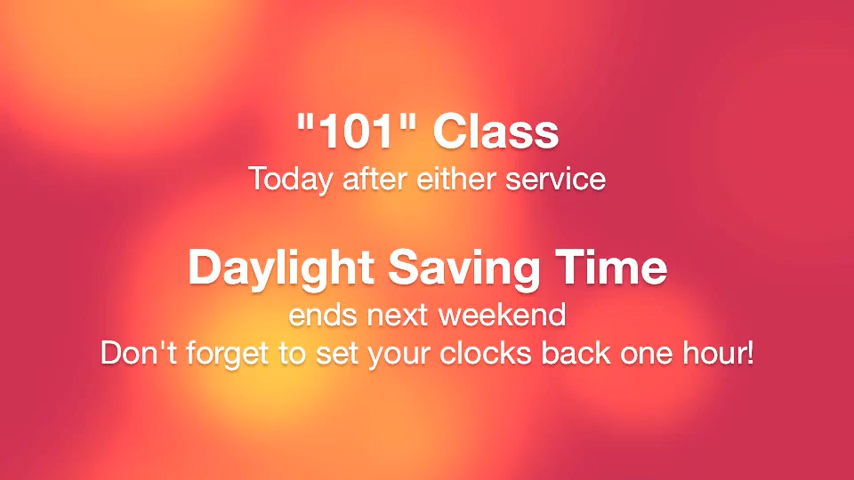 "101" Class
Today after either service
Daylight Saving Time
ends next weekend
Don't forget to set your clocks back one hour!